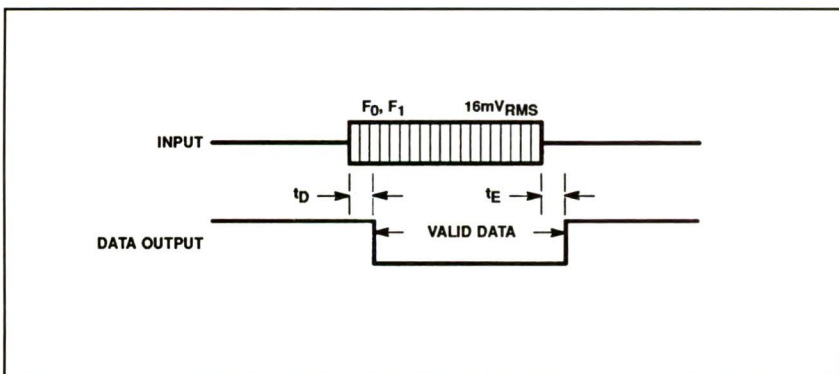 F0, F1 16mVRMS
INPUT
tD tE
VALID DATA
DATA OUTPUT